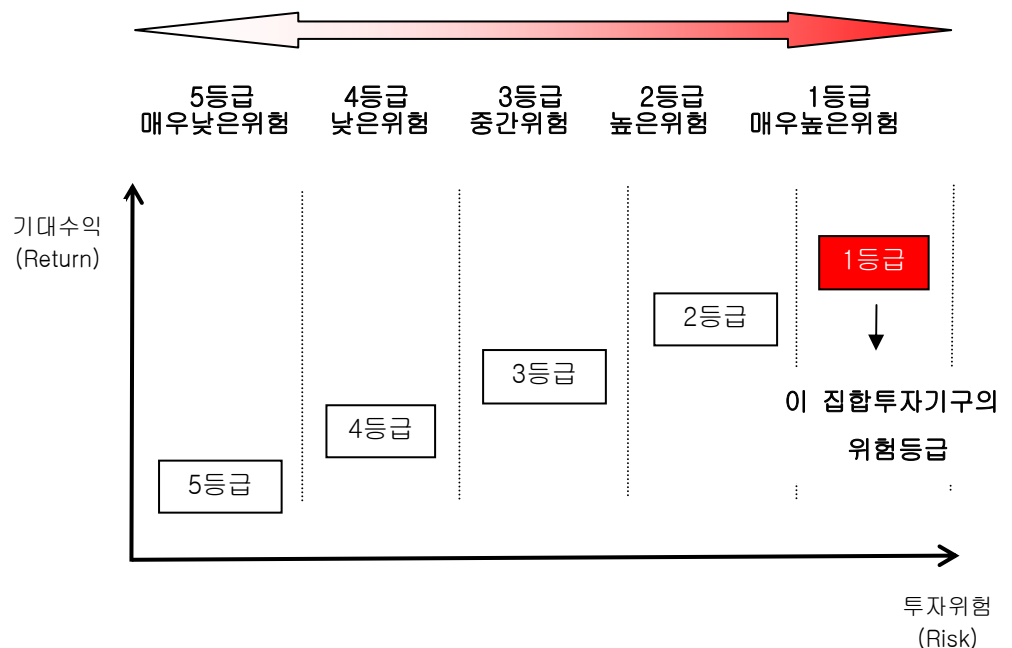 5등급 4등급 3등급 2등급 1등급
매우낮은위험 낮은위험 중간위험 높은위험 매우높은위험
기대수익
(Return)
1등급
2등급
3등급
이 집합투자기구의
4등급
위험등급
5등급
투자위험
(Risk)